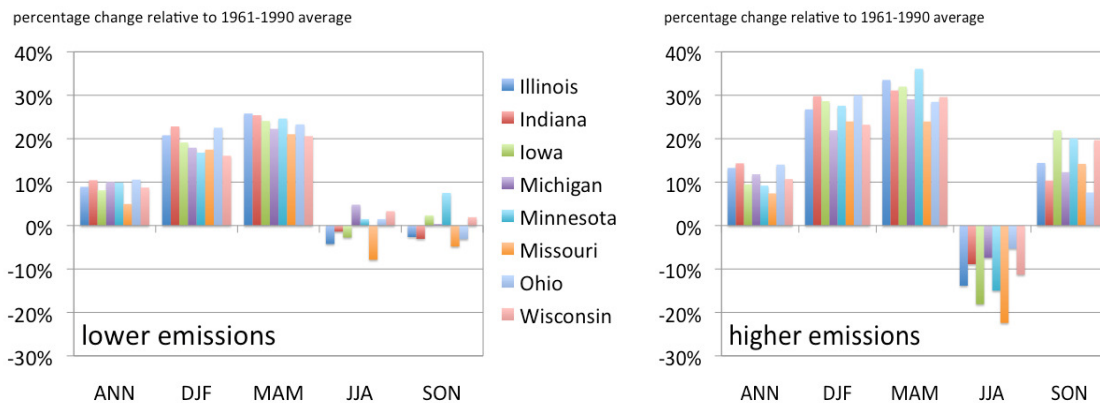 percentage change relative to 1961-1990 average
40%
30%
20%
10%
0%
-10%
-20%
-30%
lower emissions
ANN DJF MAM JJA SON
Illinois
Indiana
Iowa
Michigan
Minnesota
Missouri
Ohio
Wisconsin
percentage change relative to 1961-1990 average
40%
30%
20%
10%
0%
-10%
-20%
-30%
higher emissions
ANN DJF MAM JJA SON